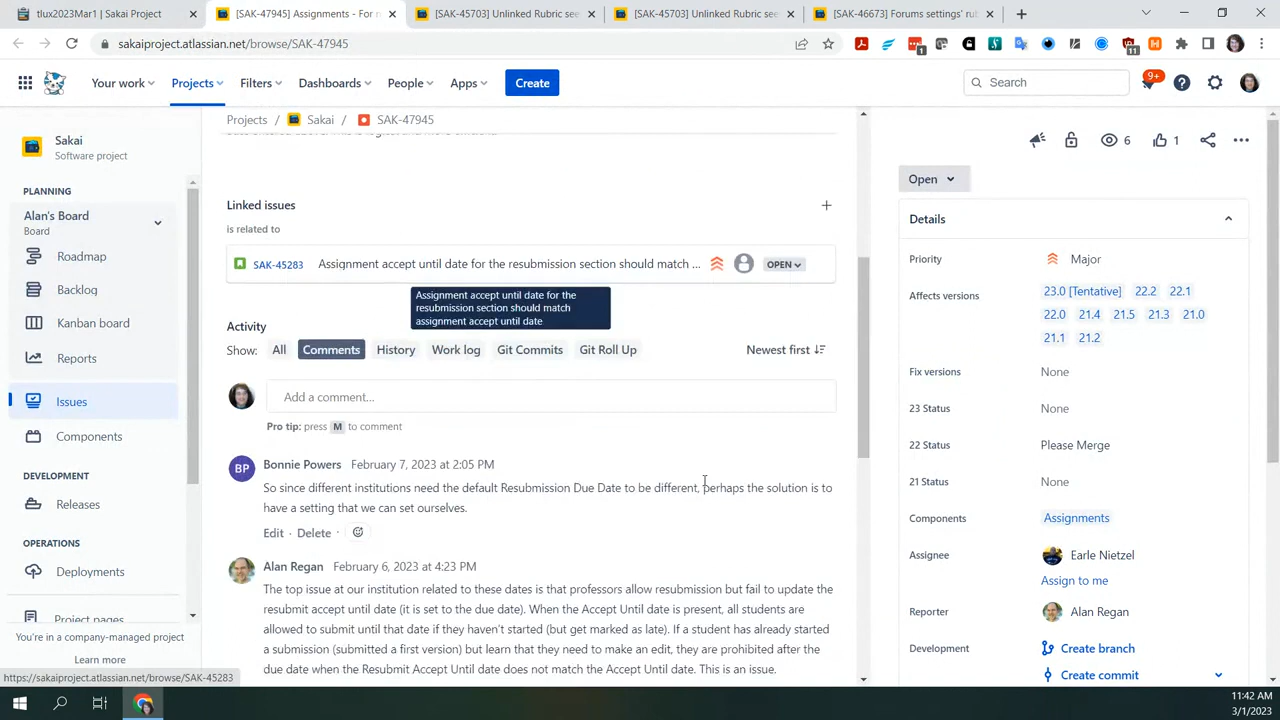 tlux2023Mar1 | Sakai Project
[SAK-47945] Assignments - For n
[SAK-45703] Unlinked Rubric see
[SAK-45703] Unlinked Rubric see
[SAK-46673] Forums settings' rub
sakaiproject.atlassian.net/browse/SAK-47945
1
11
Your work
Projects
Filters
Dashboards
People
Apps
Create
Search
9+
Projects / Sakai / SAK-47945
Sakai
Software project
PLANNING
Alan's Board
Board
Roadmap
Backlog
Kanban board
Reports
Issues
Components
DEVELOPMENT
Releases
OPERATIONS
Deployments
Project pages
You're in a company-managed project
Learn more
https://sakaiproject.atlassian.net/browse/SAK-45283
Linked issues
is related to
SAK-45283 Assignment accept until date for the resubmission section should match ... OPEN
Assignment accept until date for the
resubmission section should match
assignment accept until date
Activity
Show: All Comments History Work log Git Commits Git Roll Up Newest first
Add a comment...
Pro tip: press M to comment
BP
Bonnie Powers February 7, 2023 at 2:05 PM
So since different institutions need the default Resubmission Due Date to be different, perhaps the solution is to
have a setting that we can set ourselves.
Edit · Delete ·
Alan Regan February 6, 2023 at 4:23 PM
The top issue at our institution related to these dates is that professors allow resubmission but fail to update the
resubmit accept until date (it is set to the due date). When the Accept Until date is present, all students are
allowed to submit until that date if they haven't started (but get marked as late). If a student has already started
a submission (submitted a first version) but learn that they need to make an edit, they are prohibited after the
due date when the Resubmit Accept Until date does not match the Accept Until date. This is an issue.
6
1
Open
Details
Priority Major
Affects versions 23.0 [Tentative] 22.2 22.1
22.0 21.4 21.5 21.3 21.0
21.1 21.2
Fix versions None
23 Status None
22 Status Please Merge
21 Status None
Components Assignments
Assignee Earle Nietzel
Assign to me
Reporter Alan Regan
Development Create branch
Create commit
11:42 AM
3/1/2023